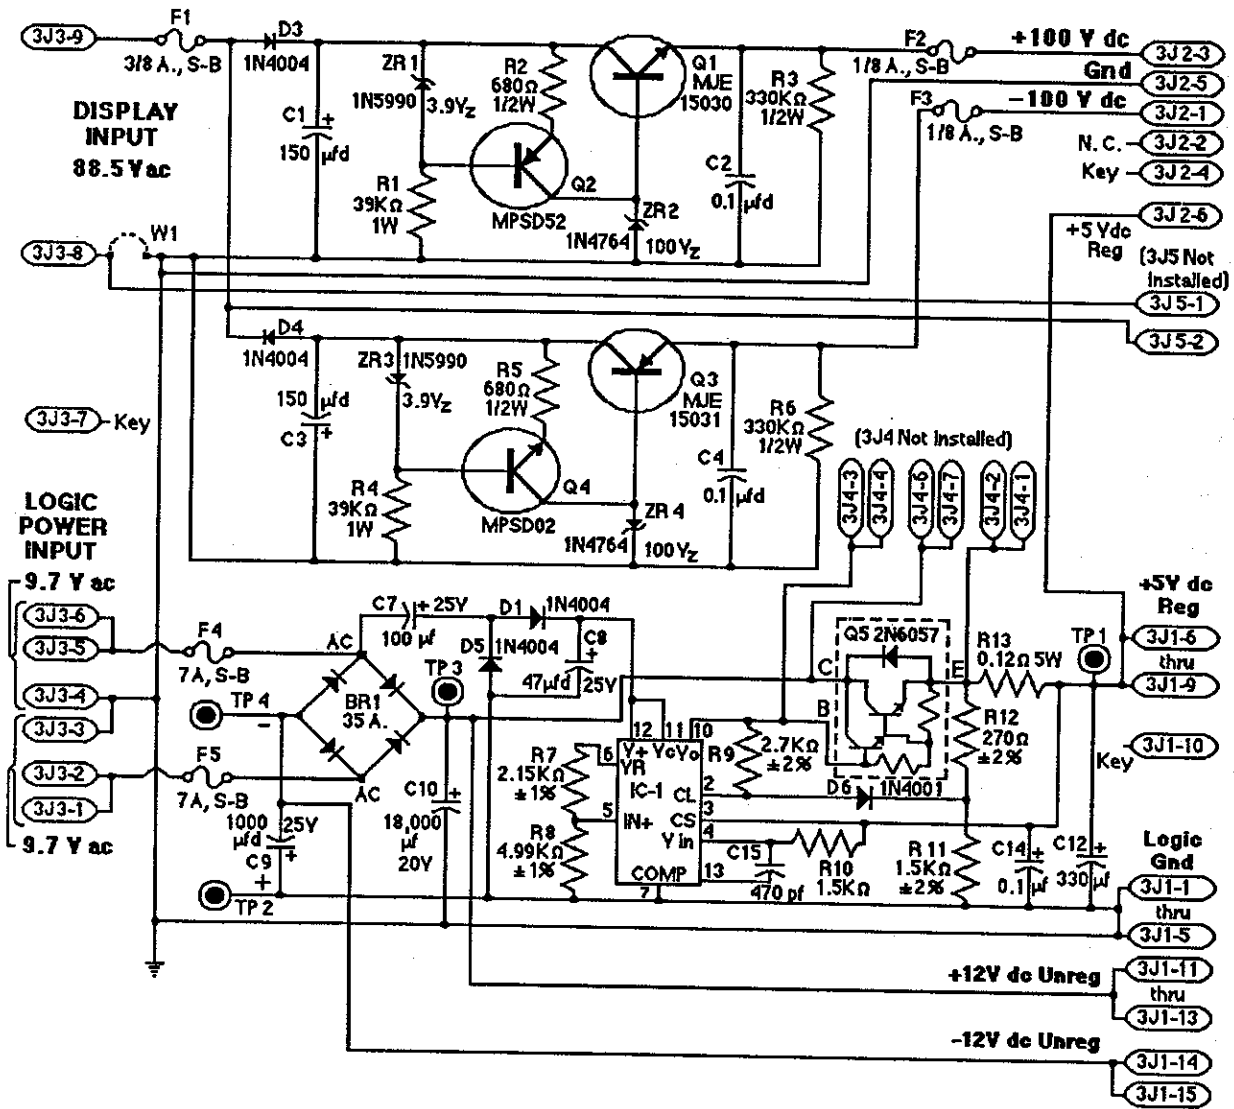 3J3-9
F1
3/8 A., S-B
D3
1N4004
DISPLAY
INPUT
88.5 Vac
C1 +
150 µfd
ZR1
1N5990
3.9Vz
R2
680Ω
1/2W
Q1
MJE
15030
R3
330KΩ
1/2W
F2
1/8 A., S-B
+100 V dc
3J2-3
Gnd
3J2-5
F3
1/8 A., S-B
-100 V dc
3J2-1
N.C.
3J2-2
Key
3J2-4
R1
39KΩ
1W
Q2
MPSD52
C2
0.1 µfd
ZR2
1N4764
100Vz
3J2-6
+5 Vdc
Reg
(3J5 Not
Installed)
3J3-8
W1
3J5-1
3J5-2
D4
1N4004
150 µfd
C3 +
ZR3
1N5990
3.9Vz
R5
680Ω
1/2W
Q3
MJE
15031
R6
330KΩ
1/2W
3J3-7
Key
R4
39KΩ
1W
Q4
MPSD02
C4
0.1 µfd
ZR4
1N4764
100Vz
(3J4 Not Installed)
3J4-3
3J4-4
3J4-6
3J4-7
3J4-2
3J4-1
LOGIC
POWER
INPUT
9.7 V ac
3J3-6
3J3-5
3J3-4
3J3-3
3J3-2
3J3-1
9.7 V ac
F4
7A, S-B
F5
7A, S-B
AC
AC
BR1
35 A.
TP4
-
TP3
C7
+ 25V
100 µf
D1
1N4004
D5
1N4004
C8
+
47µfd
25V
Q5 2N6057
C
B
E
R13
0.12Ω 5W
TP1
+5V dc
Reg
3J1-6
thru
3J1-9
R12
270Ω
±2%
Key
3J1-10
12
11
10
V+
Vc
Vo
6
VR
IC-1
5
IN+
2
CL
3
CS
4
V in
13
COMP
7
R7
2.15KΩ
±1%
R8
4.99KΩ
±1%
R9
2.7KΩ
±2%
D6
1N4001
C15
470 pf
R10
1.5KΩ
R11
1.5KΩ
±2%
C14
+
0.1
µf
C12
+
330
µf
1000
µfd
25V
C9
+
+
TP2
C10
+
18,000
µf
20V
Logic
Gnd
3J1-1
thru
3J1-5
+12V dc Unreg
3J1-11
thru
3J1-13
-12V dc Unreg
3J1-14
3J1-15